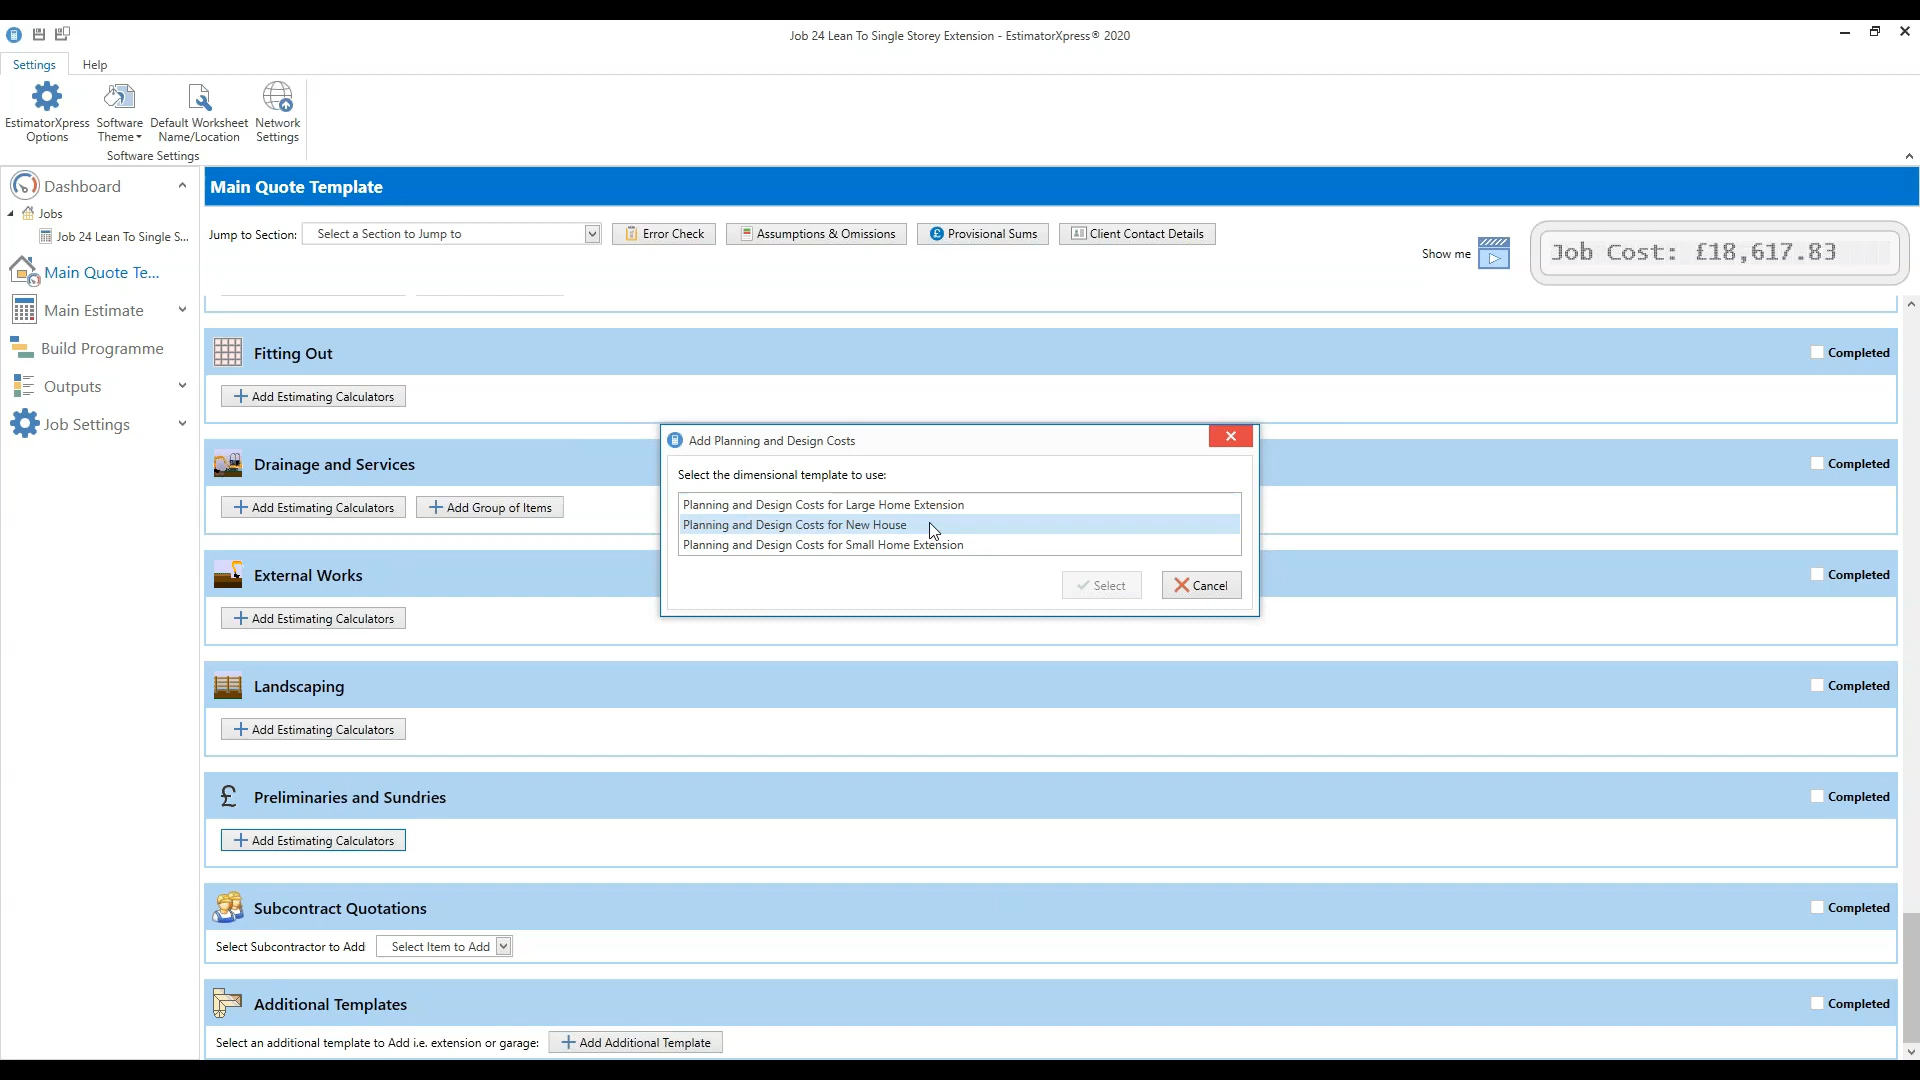 Job 24 Lean To Single Storey Extension - EstimatorXpress® 2020
Settings Help
EstimatorXpress Options
Software Theme
Default Worksheet Name/Location
Network Settings
Software Settings
Dashboard
Jobs
Job 24 Lean To Single S...
Main Quote Te...
Main Estimate
Build Programme
Outputs
Job Settings
Main Quote Template
Jump to Section: Select a Section to Jump to Error Check Assumptions & Omissions Provisional Sums Client Contact Details
Show me
Job Cost: £18,617.83
Fitting Out Completed
Add Estimating Calculators
Drainage and Services Completed
Add Estimating Calculators Add Group of Items
External Works Completed
Add Estimating Calculators
Add Planning and Design Costs
Select the dimensional template to use:
Planning and Design Costs for Large Home Extension
Planning and Design Costs for New House
Planning and Design Costs for Small Home Extension
Select Cancel
Landscaping Completed
Add Estimating Calculators
£ Preliminaries and Sundries Completed
Add Estimating Calculators
Subcontract Quotations Completed
Select Subcontractor to Add Select Item to Add
Additional Templates Completed
Select an additional template to Add i.e. extension or garage: Add Additional Template